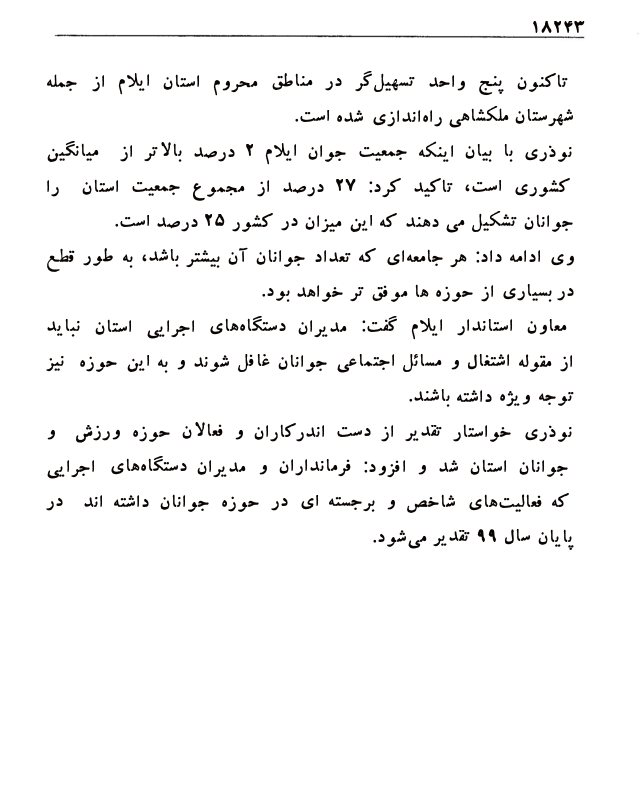 ۱۸۲۴۳
تاکنون پنج واحد تسهیل‌گر در مناطق محروم استان ایلام از جمله
شهرستان ملکشاهی راه‌اندازی شده است.
نوذری با بیان اینکه جمعیت جوان ایلام ۲ درصد بالاتر از میانگین
کشوری است، تاکید کرد: ۲۷ درصد از مجموع جمعیت استان را
جوانان تشکیل می دهند که این میزان در کشور ۲۵ درصد است.
وی ادامه داد: هر جامعه‌ای که تعداد جوانان آن بیشتر باشد، به طور قطع
در بسیاری از حوزه ها موفق تر خواهد بود.
معاون استاندار ایلام گفت: مدیران دستگاه‌های اجرایی استان نباید
از مقوله اشتغال و مسائل اجتماعی جوانان غافل شوند و به این حوزه نیز
توجه ویژه داشته باشند.
نوذری خواستار تقدیر از دست اندرکاران و فعالان حوزه ورزش و
جوانان استان شد و افزود: فرمانداران و مدیران دستگاه‌های اجرایی
که فعالیت‌های شاخص و برجسته ای در حوزه جوانان داشته اند در
پایان سال ۹۹ تقدیر می‌شود.